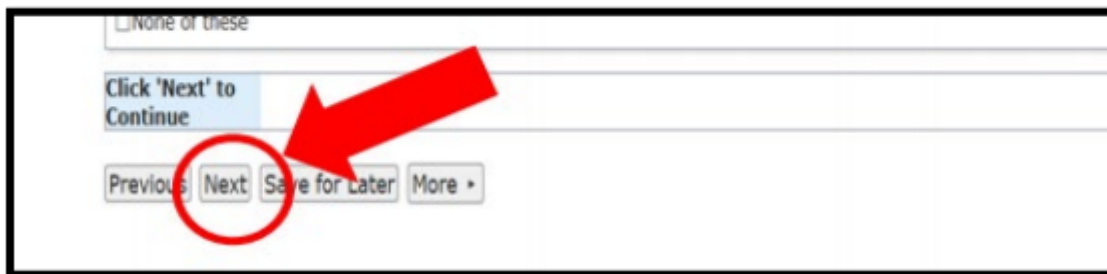 None of these
Click 'Next' to
Continue
Previous Next Save for Later More ▸